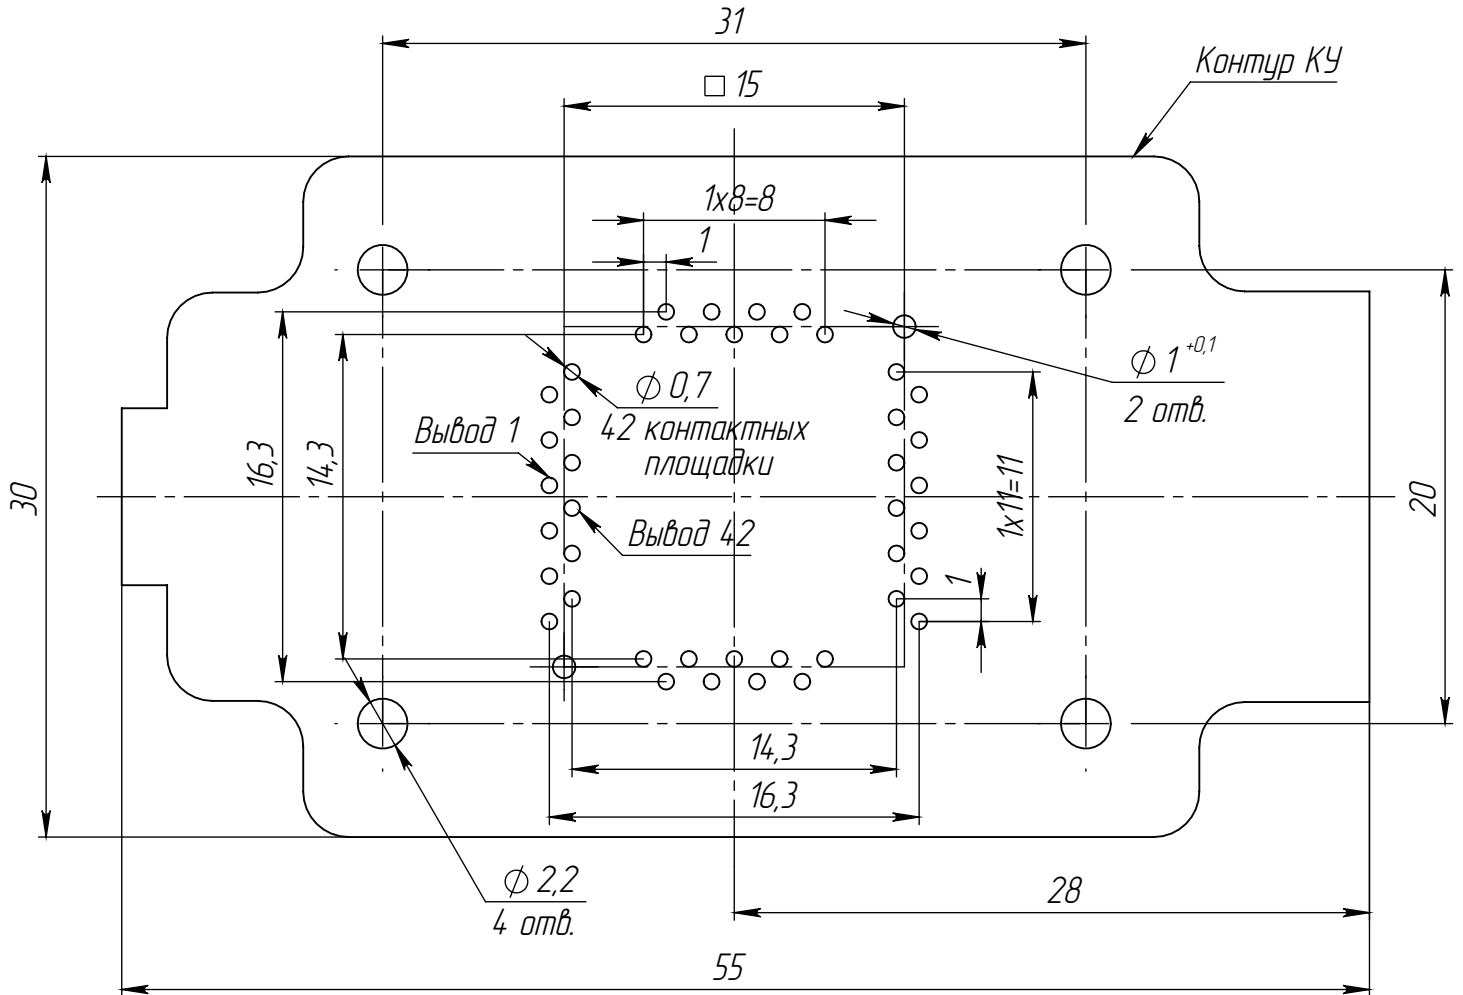 31
□ 15
Контур КУ
1x8=8
1
⌀ 1 +0,1
2 отв.
⌀ 0,7
42 контактных
площадки
Вывод 1
16,3
14,3
30
1x11=11
20
Вывод 42
1
14,3
16,3
⌀ 2,2
4 отв.
28
55